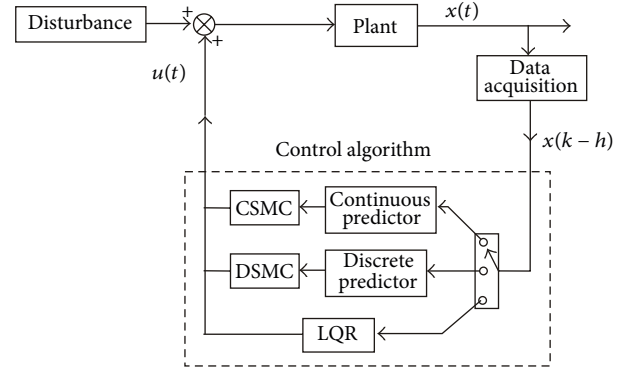 Disturbance
+
+
Plant
x(t)
u(t)
Data
acquisition
x(k − h)
Control algorithm
CSMC
Continuous
predictor
DSMC
Discrete
predictor
LQR